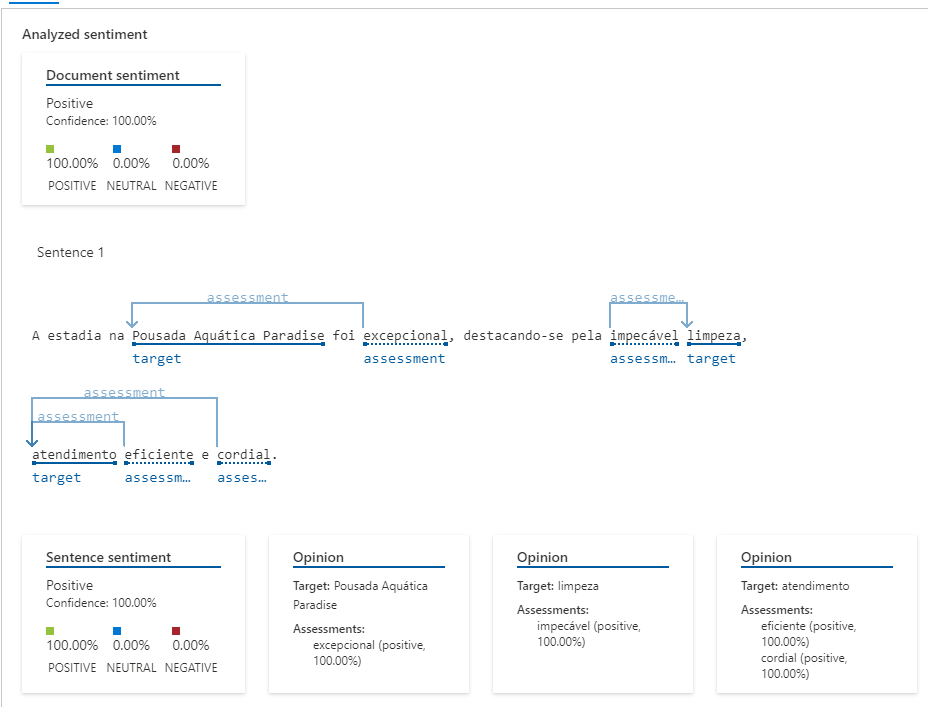 Analyzed sentiment
Document sentiment
Positive
Confidence: 100.00%
100.00% 0.00% 0.00%
POSITIVE NEUTRAL NEGATIVE
Sentence 1
assessment assessme…
A estadia na Pousada Aquática Paradise foi excepcional, destacando-se pela impecável limpeza,
target assessment assessm… target
assessment
assessment
atendimento eficiente e cordial.
target assessm… asses…
Sentence sentiment
Positive
Confidence: 100.00%
100.00% 0.00% 0.00%
POSITIVE NEUTRAL NEGATIVE
Opinion
Target: Pousada Aquática
Paradise
Assessments:
excepcional (positive,
100.00%)
Opinion
Target: limpeza
Assessments:
impecável (positive,
100.00%)
Opinion
Target: atendimento
Assessments:
eficiente (positive,
100.00%)
cordial (positive,
100.00%)